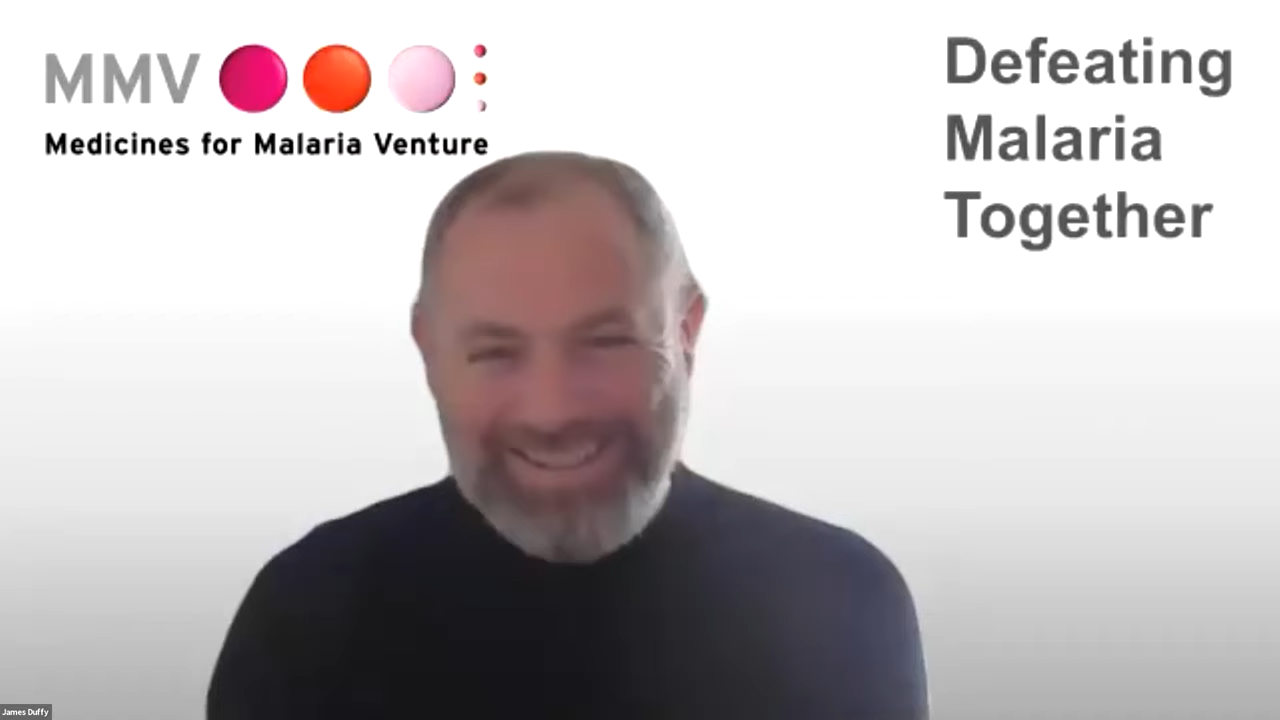 MMV
Medicines for Malaria Venture
Defeating
Malaria
Together
James Duffy